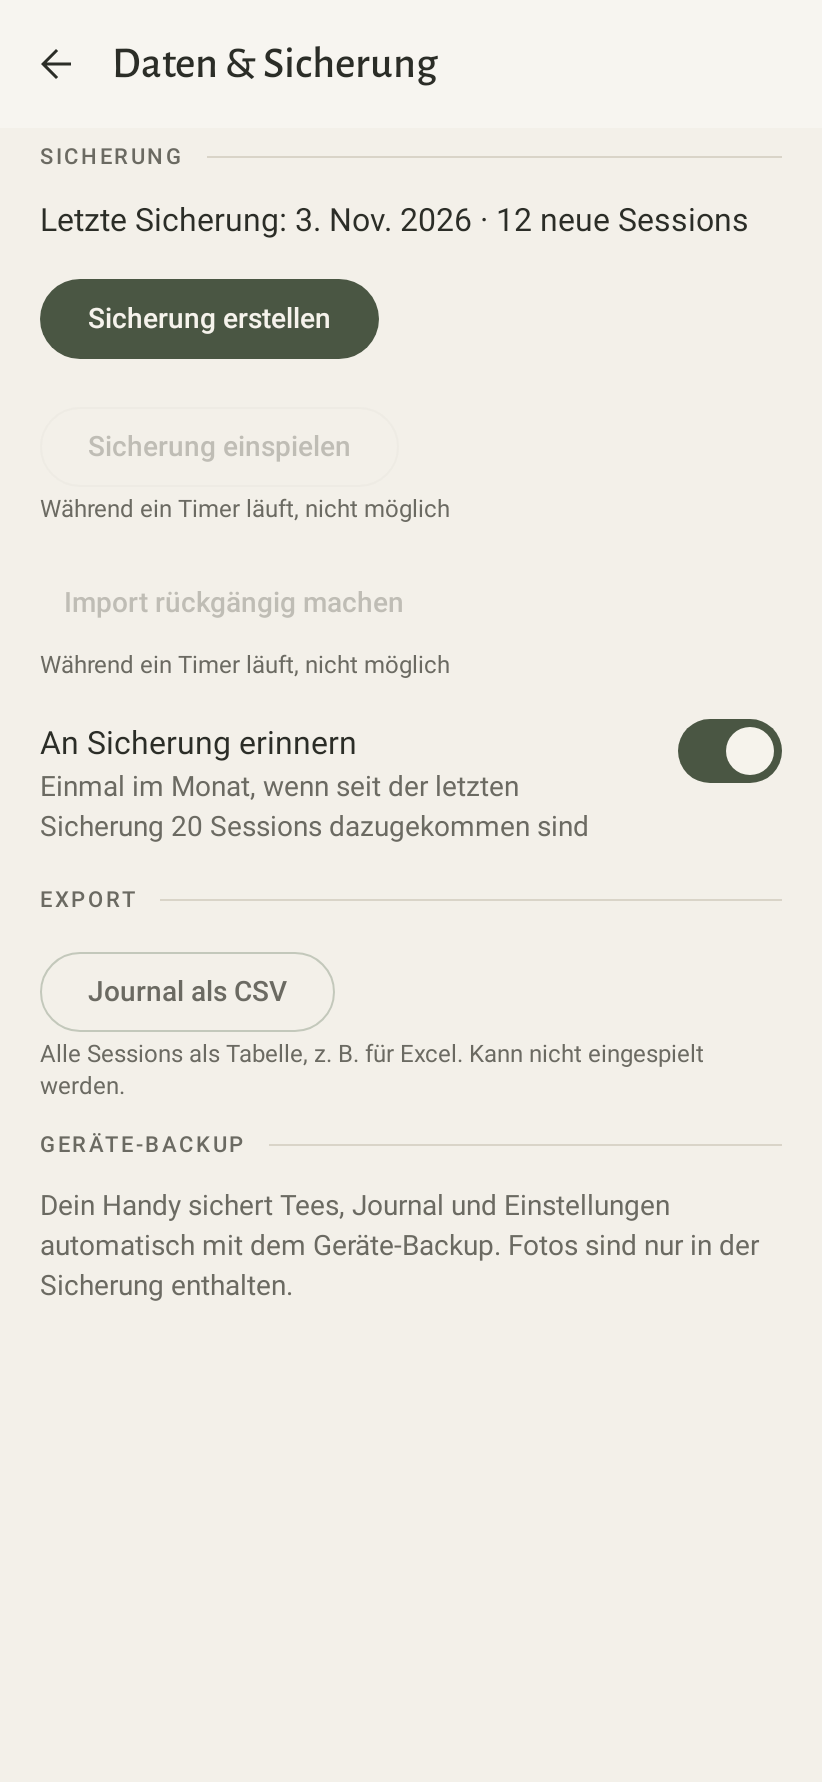 Daten & Sicherung
SICHERUNG
Letzte Sicherung: 3. Nov. 2026 · 12 neue Sessions
Sicherung erstellen
Sicherung einspielen
Während ein Timer läuft, nicht möglich
Import rückgängig machen
Während ein Timer läuft, nicht möglich
An Sicherung erinnern
Einmal im Monat, wenn seit der letzten
Sicherung 20 Sessions dazugekommen sind
EXPORT
Journal als CSV
Alle Sessions als Tabelle, z. B. für Excel. Kann nicht eingespielt
werden.
GERÄTE-BACKUP
Dein Handy sichert Tees, Journal und Einstellungen
automatisch mit dem Geräte-Backup. Fotos sind nur in der
Sicherung enthalten.